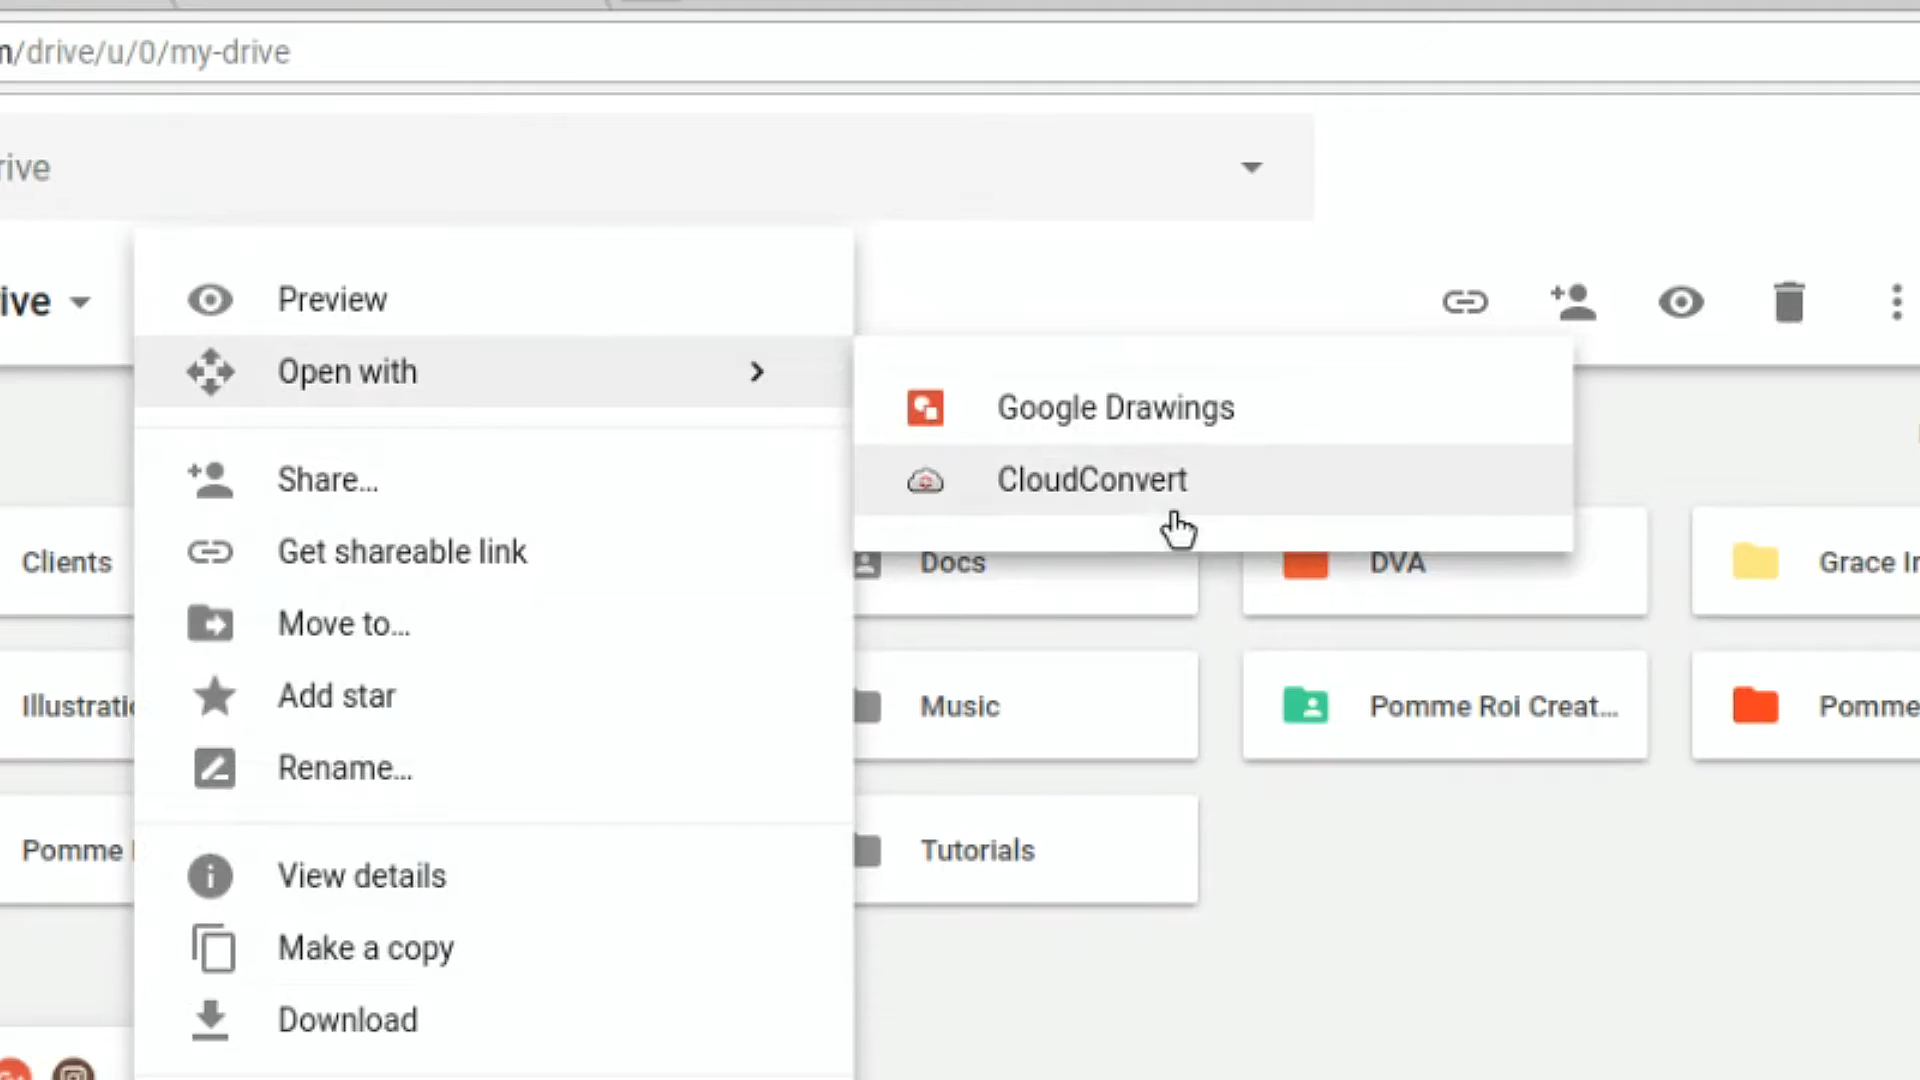 m/drive/u/0/my-drive
rive
ive
Preview
Open with
Google Drawings
CloudConvert
Share...
Get shareable link
Move to...
Add star
Rename...
View details
Make a copy
Download
Clients
Docs
DVA
Grace
Music
Pomme Roi Creat...
Pomme
Pomme
Tutorials